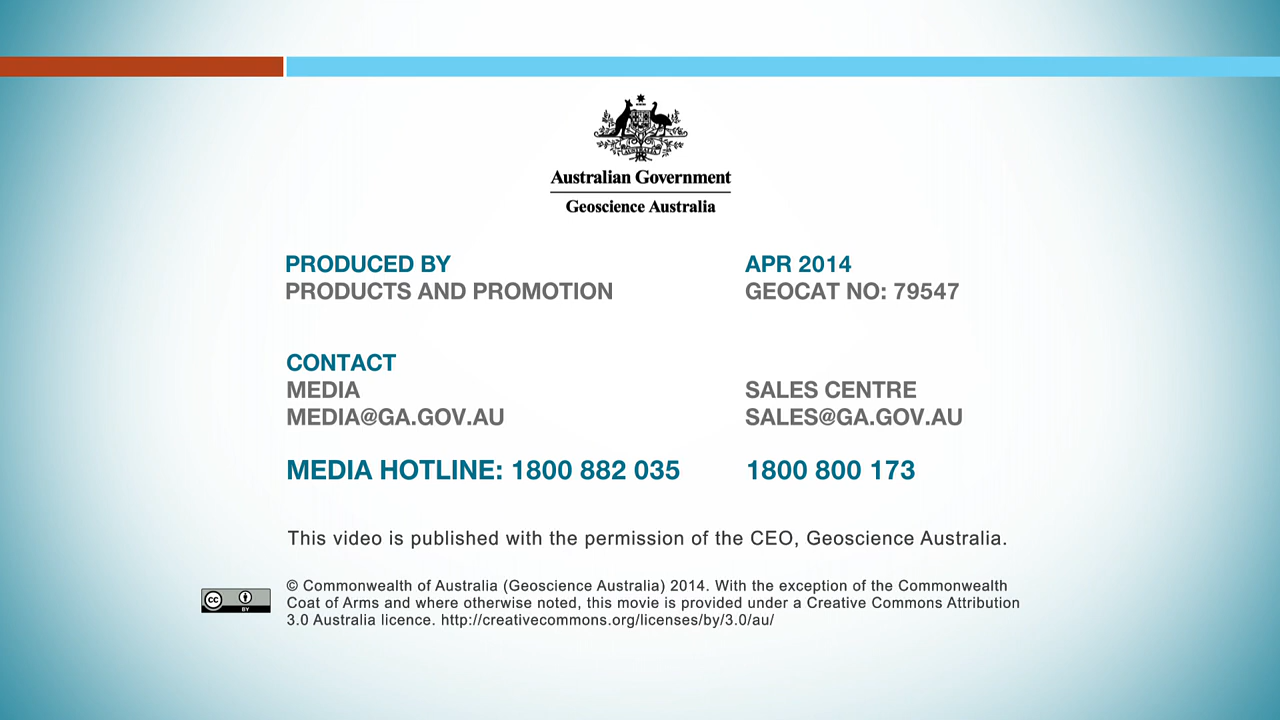 Australian Government
Geoscience Australia
PRODUCED BY
PRODUCTS AND PROMOTION
APR 2014
GEOCAT NO: 79547
CONTACT
MEDIA
MEDIA@GA.GOV.AU
MEDIA HOTLINE: 1800 882 035
SALES CENTRE
SALES@GA.GOV.AU
1800 800 173
This video is published with the permission of the CEO, Geoscience Australia.
cc BY
© Commonwealth of Australia (Geoscience Australia) 2014. With the exception of the Commonwealth
Coat of Arms and where otherwise noted, this movie is provided under a Creative Commons Attribution
3.0 Australia licence. http://creativecommons.org/licenses/by/3.0/au/